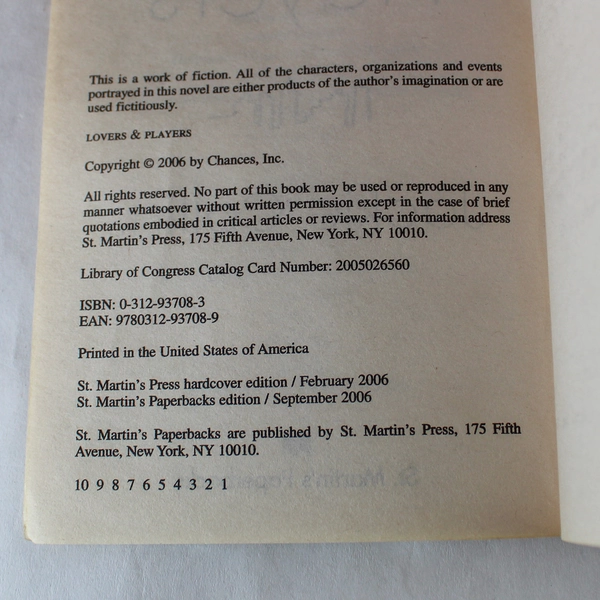 This is a work of fiction. All of the characters, organizations and events
portrayed in this novel are either products of the author's imagination or are
used fictitiously.
LOVERS & PLAYERS
Copyright © 2006 by Chances, Inc.
All rights reserved. No part of this book may be used or reproduced in any
manner whatsoever without written permission except in the case of brief
quotations embodied in critical articles or reviews. For information address
St. Martin's Press, 175 Fifth Avenue, New York, NY 10010.
Library of Congress Catalog Card Number: 2005026560
ISBN: 0-312-93708-3
EAN: 9780312-93708-9
Printed in the United States of America
St. Martin's Press hardcover edition / February 2006
St. Martin's Paperbacks edition / September 2006
St. Martin's Paperbacks are published by St. Martin's Press, 175 Fifth
Avenue, New York, NY 10010.
10 9 8 7 6 5 4 3 2 1